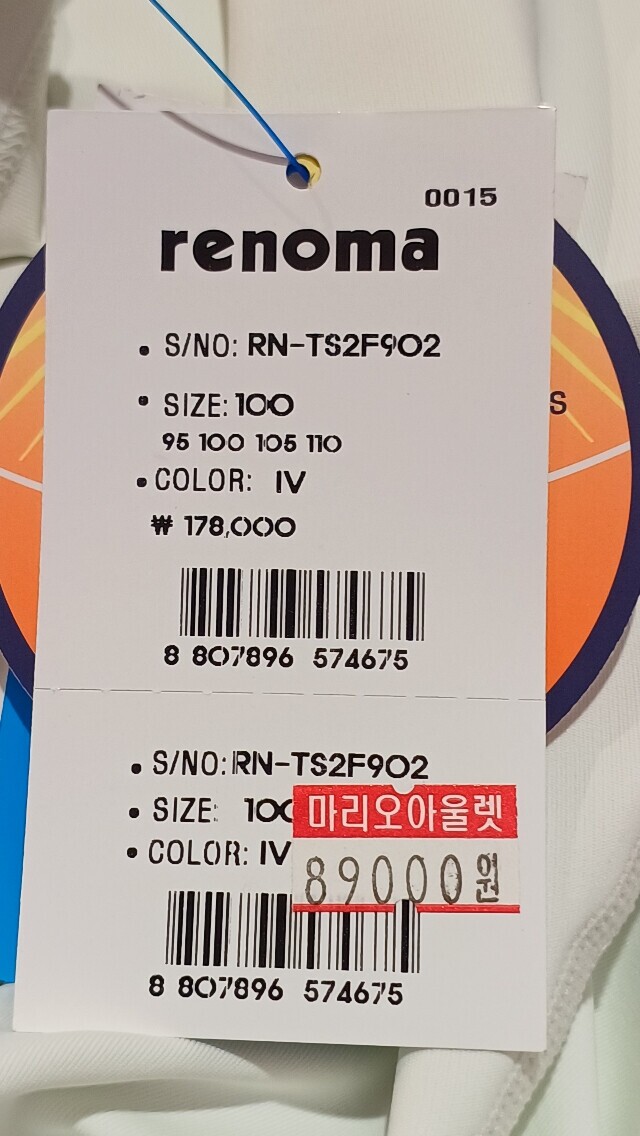 0015
renoma
• S/NO: RN-TS2F902
• SIZE: 100
95 100 105 110
• COLOR: IV
₩ 178,000
8 807896 574675
S
• S/NO: RN-TS2F902
• SIZE: 100
마리오아울렛
• COLOR: IV
89000원
8 807896 574675